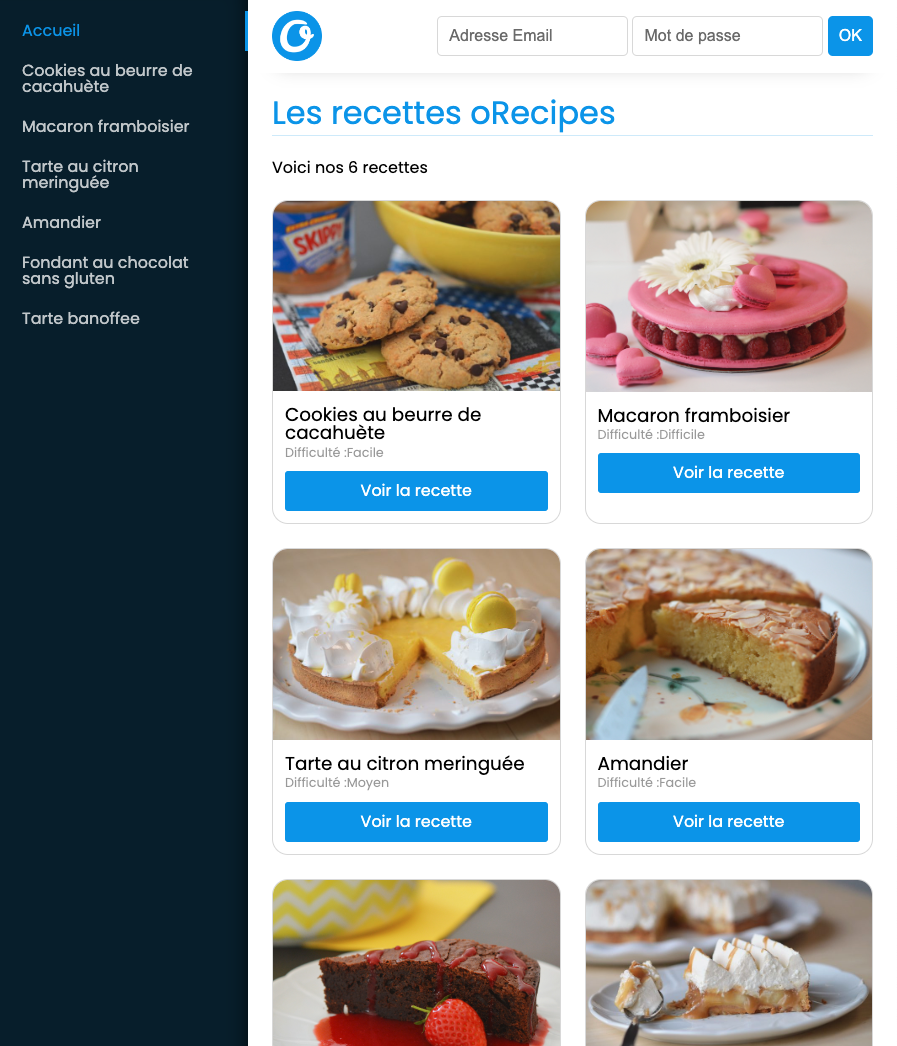 Accueil
Cookies au beurre de
cacahuète
Macaron framboisier
Tarte au citron
meringuée
Amandier
Fondant au chocolat
sans gluten
Tarte banoffee
O
Adresse Email
Mot de passe
OK
Les recettes oRecipes
Voici nos 6 recettes
SKIPPY
Cookies au beurre de
cacahuète
Difficulté :Facile
Voir la recette
Macaron framboisier
Difficulté :Difficile
Voir la recette
Tarte au citron meringuée
Difficulté :Moyen
Voir la recette
Amandier
Difficulté :Facile
Voir la recette